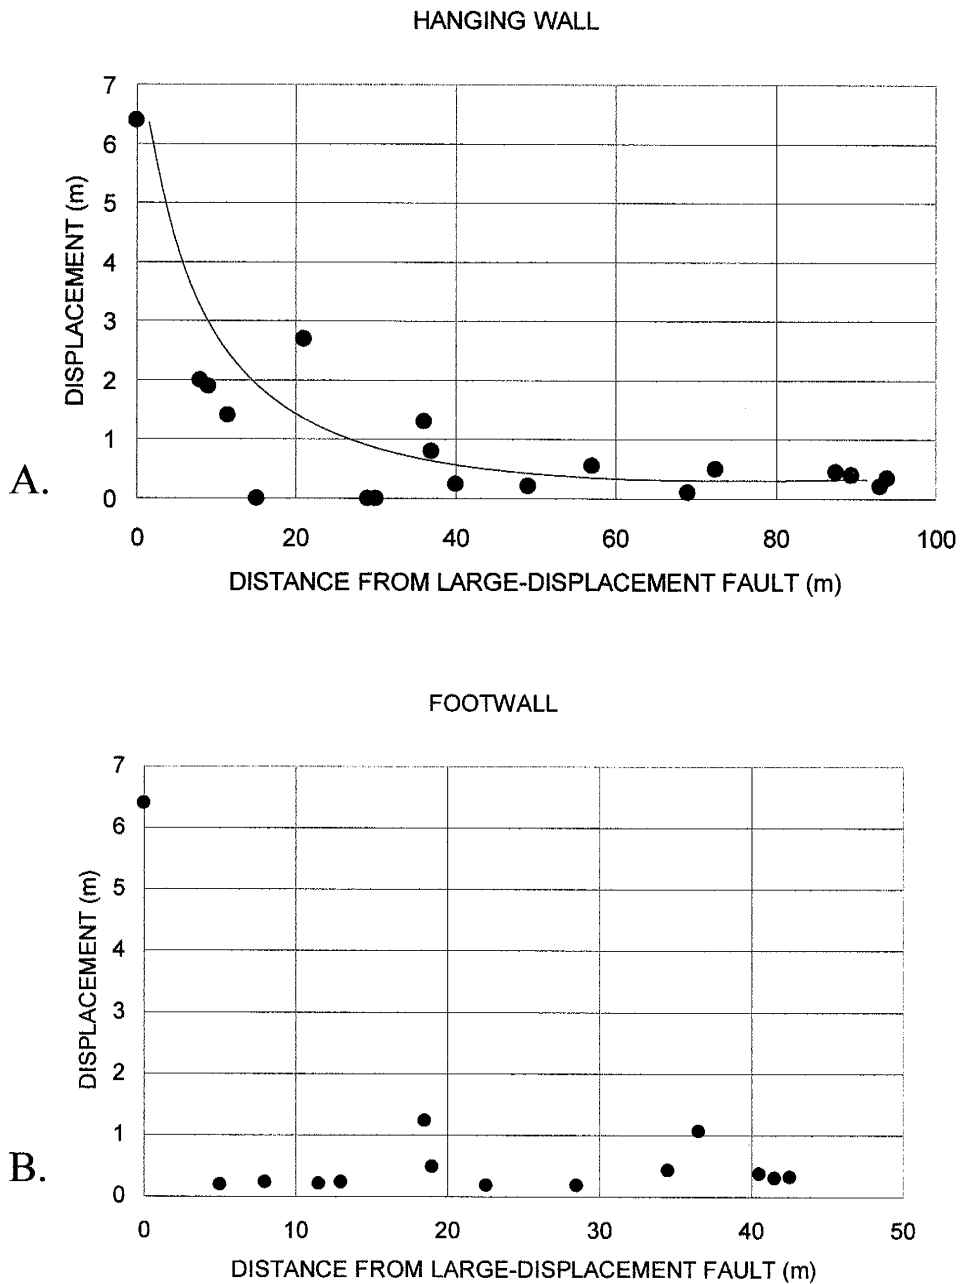 HANGING WALL
7
6
5
4
3
2
1
0
DISPLACEMENT (m)
A.
0 20 40 60 80 100
DISTANCE FROM LARGE-DISPLACEMENT FAULT (m)
FOOTWALL
7
6
5
4
3
2
1
0
DISPLACEMENT (m)
B.
0 10 20 30 40 50
DISTANCE FROM LARGE-DISPLACEMENT FAULT (m)